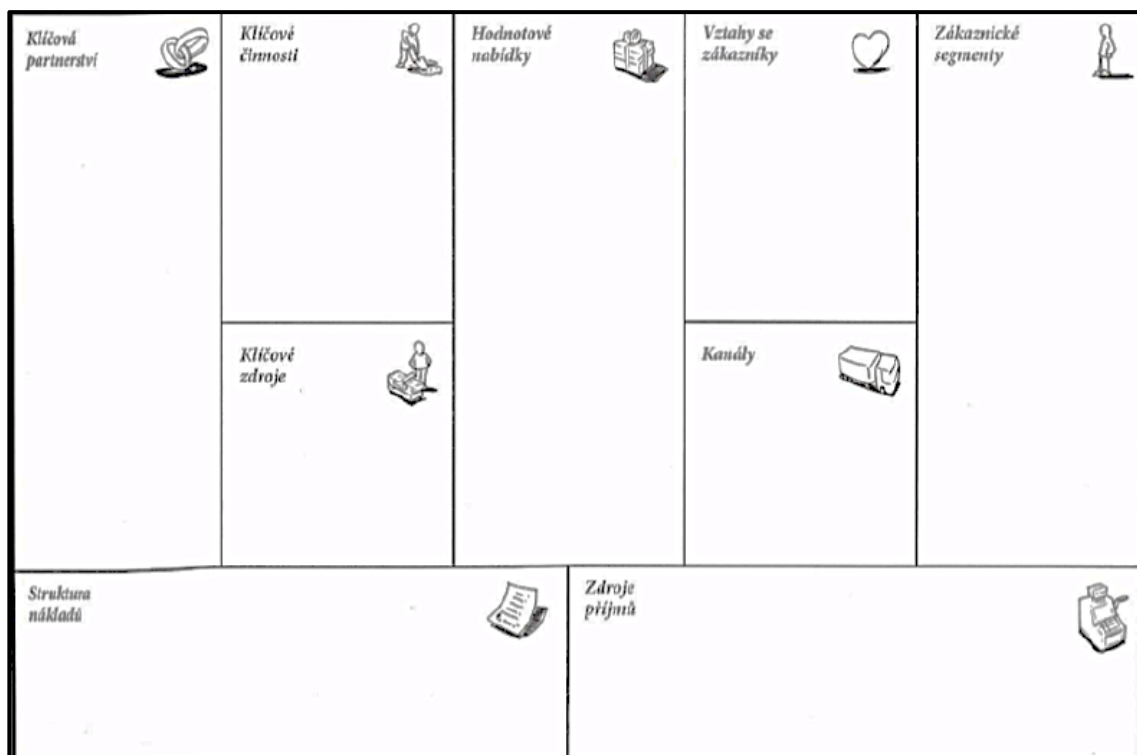 Klíčová
partnerství
Klíčové
činnosti
Klíčové
zdroje
Hodnotové
nabídky
Vztahy se
zákazníky
Kanály
Zákaznické
segmenty
Struktura
nákladů
Zdroje
příjmů